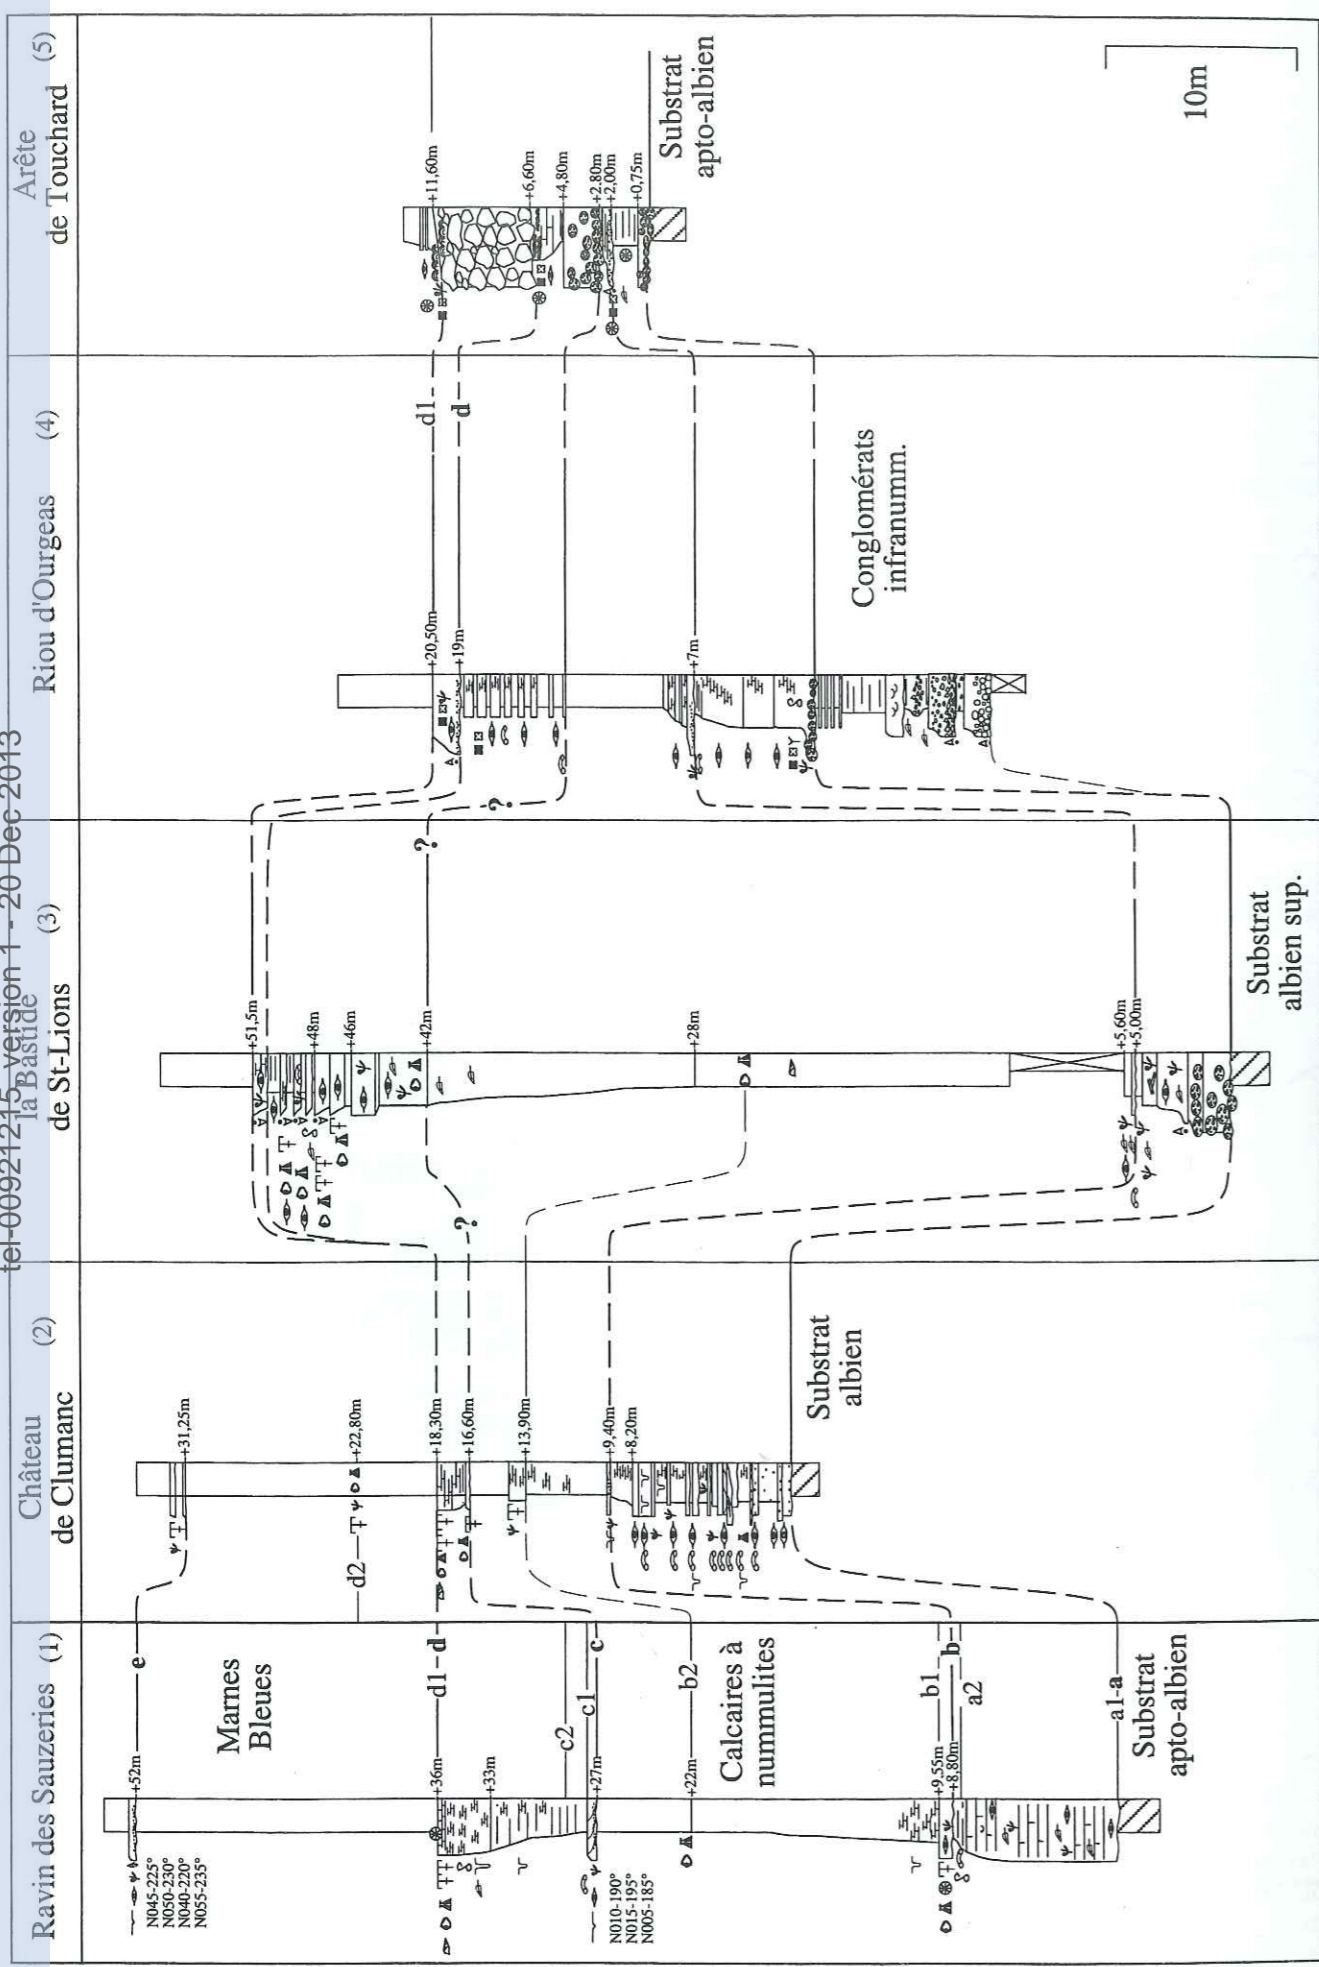 tel-00921215, version 1 - 20 Dec 2013
Ravin des Sauzeries (1)
Château (2)
de Clumanc
la Bastide (3)
de St-Lions
Riou d'Ourgeas (4)
Arête (5)
de Touchard
+52m
+36m
+33m
+27m
+22m
+9,55m
+8,80m
N045-225°
N050-230°
N040-220°
N055-235°
N010-190°
N015-195°
N005-185°
e
Marnes
Bleues
d1-d
c2
c1
c
b2
Calcaires à
nummulites
b1
b
a2
a1-a
Substrat
apto-albien
+31,25m
d2
+22,80m
+18,30m
+16,60m
+13,90m
+9,40m
+8,20m
Substrat
albien
?
+51,5m
+48m
+46m
+42m
+28m
+5,60m
+5,00m
?
Substrat
albien sup.
?
+20,50m
+19m
+7m
d1
d
Conglomérats
infranumm.
+11,60m
+6,60m
+4,80m
+2.80m
+2,00m
+0,75m
Substrat
apto-albien
10m